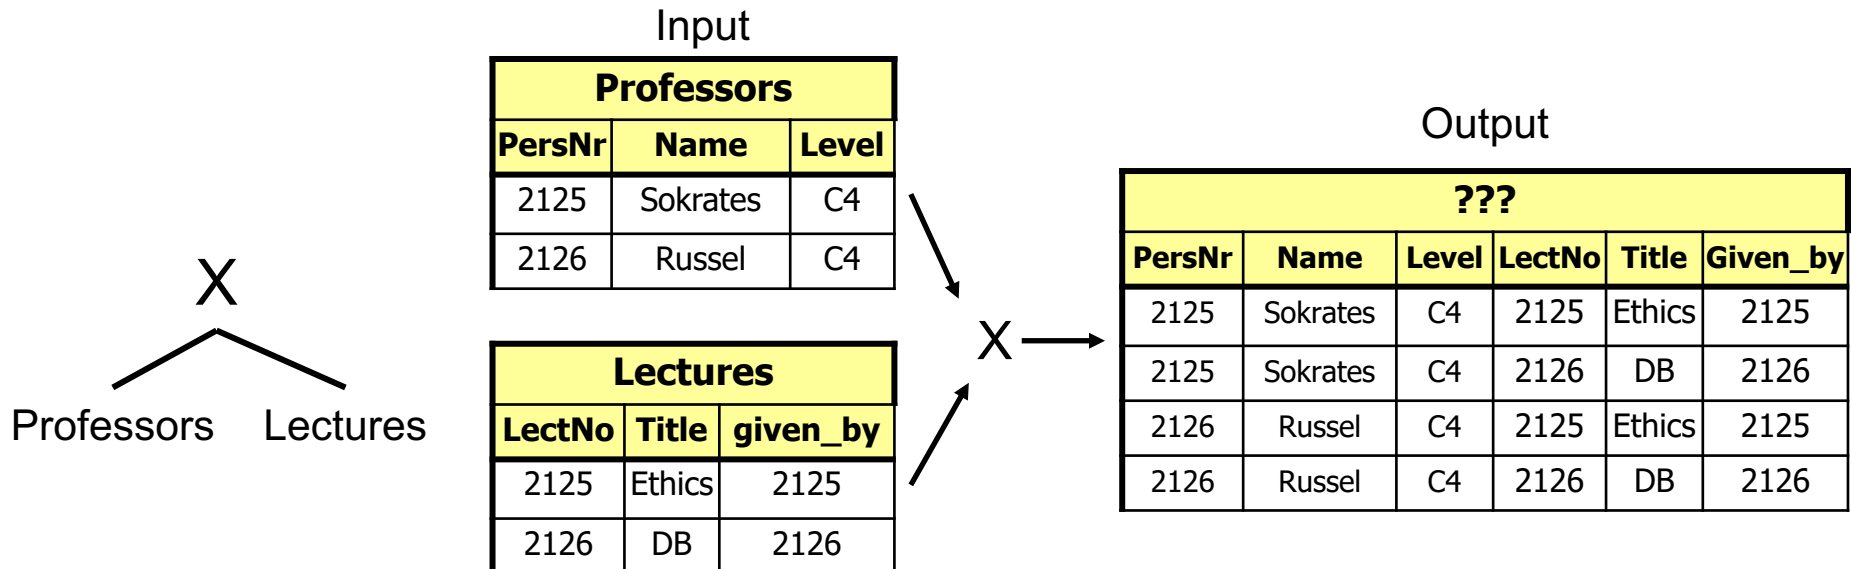 X
Professors Lectures
Input
Professors
PersNr Name Level
2125 Sokrates C4
2126 Russel C4
Lectures
LectNo Title given_by
2125 Ethics 2125
2126 DB 2126
X
Output
???
PersNr Name Level LectNo Title Given_by
2125 Sokrates C4 2125 Ethics 2125
2125 Sokrates C4 2126 DB 2126
2126 Russel C4 2125 Ethics 2125
2126 Russel C4 2126 DB 2126